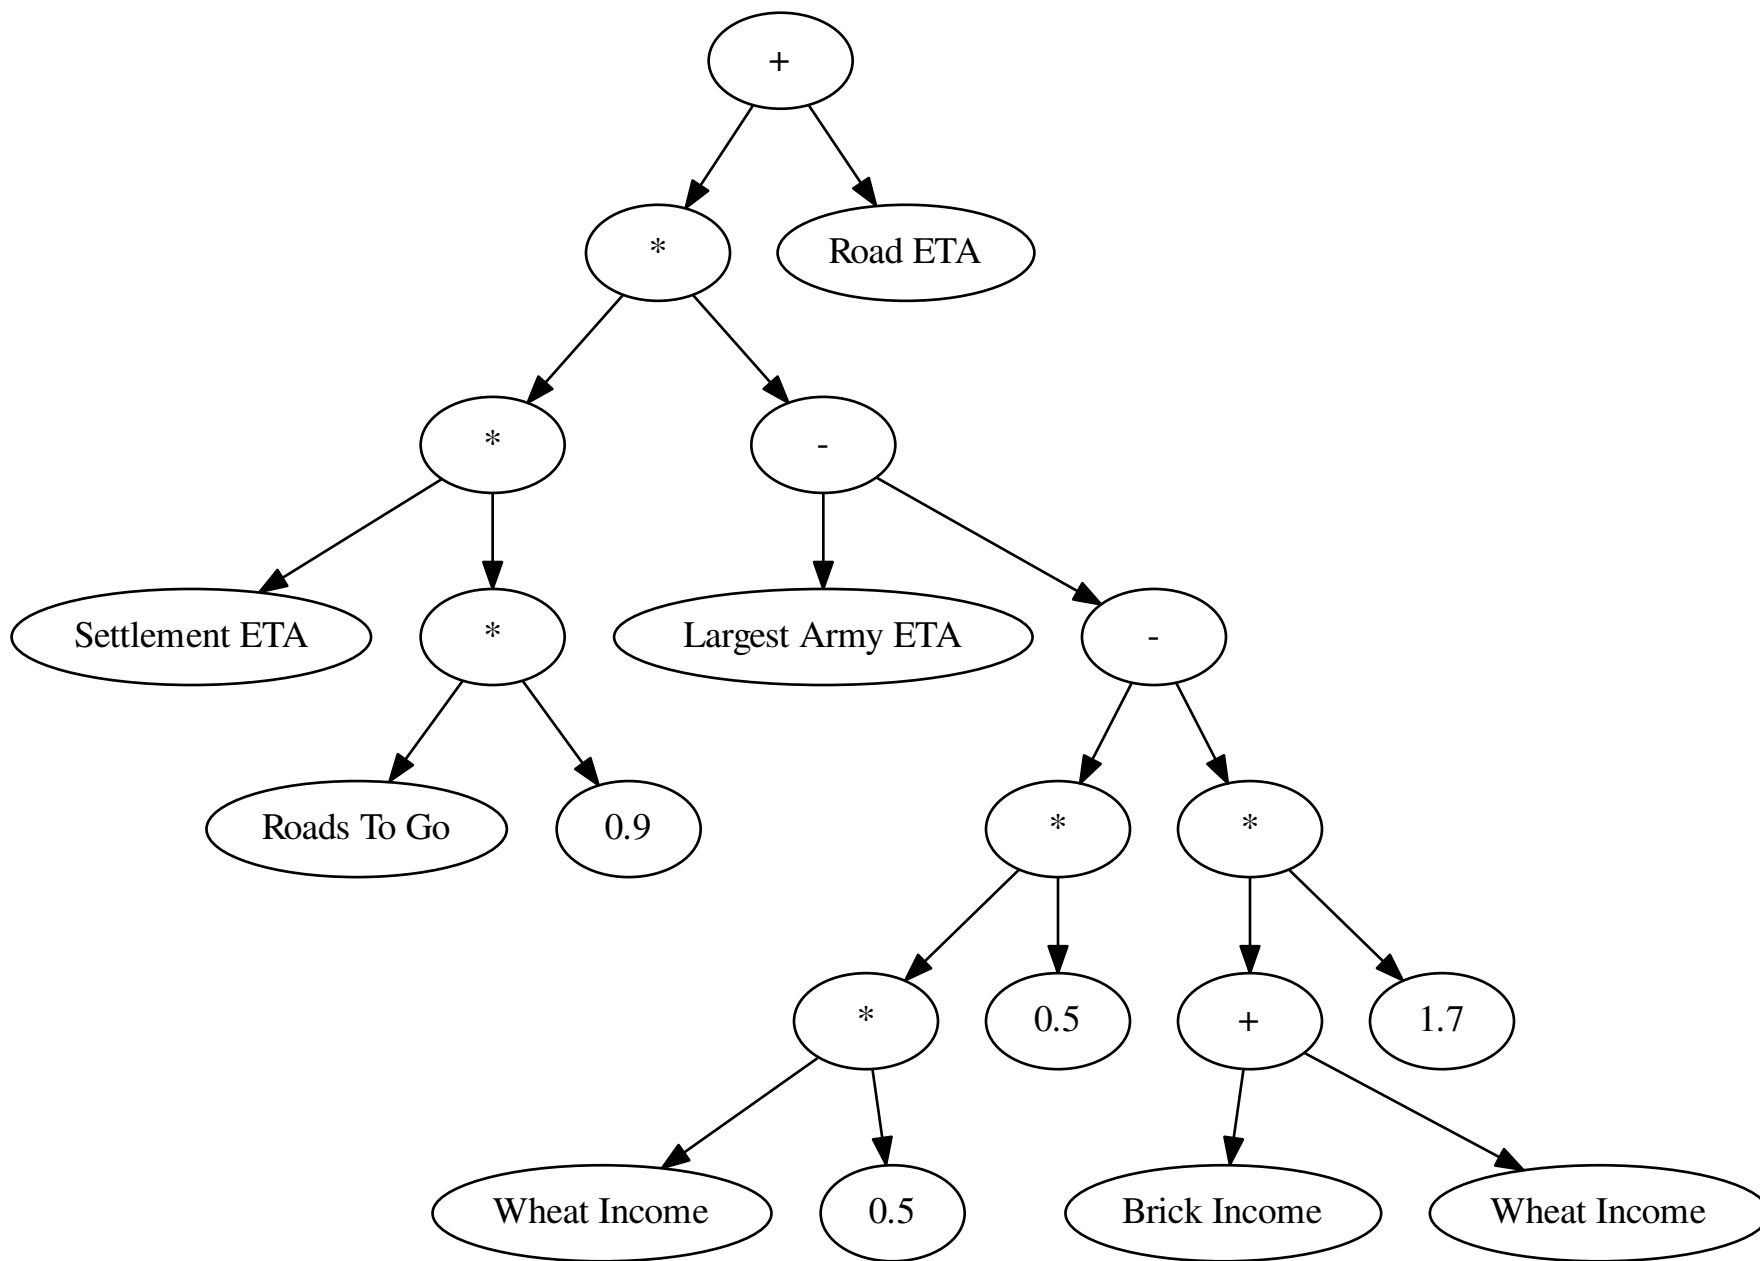 +
* Road ETA
* -
Settlement ETA * Largest Army ETA -
Roads To Go 0.9 * *
* 0.5 + 1.7
Wheat Income 0.5 Brick Income Wheat Income